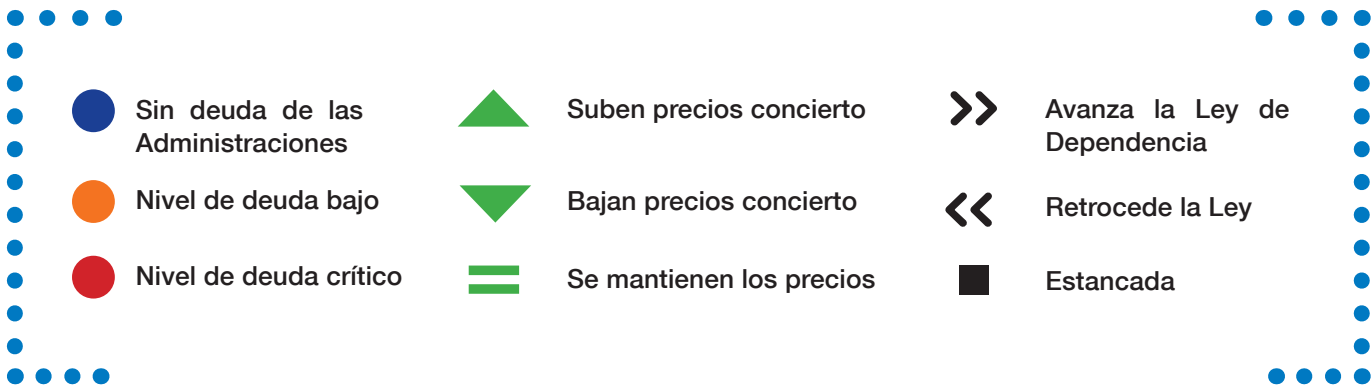 Sin deuda de las
Administraciones
Nivel de deuda bajo
Nivel de deuda crítico
Suben precios concierto
Bajan precios concierto
Se mantienen los precios
Avanza la Ley de
Dependencia
Retrocede la Ley
Estancada